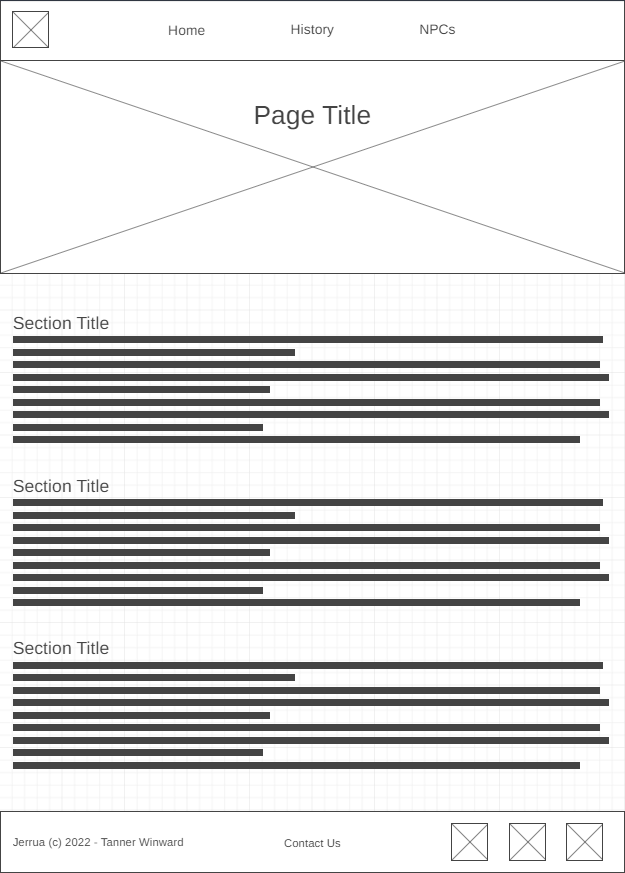 Home History NPCs
Page Title
Section Title
Section Title
Section Title
Jerrua (c) 2022 - Tanner Winward Contact Us